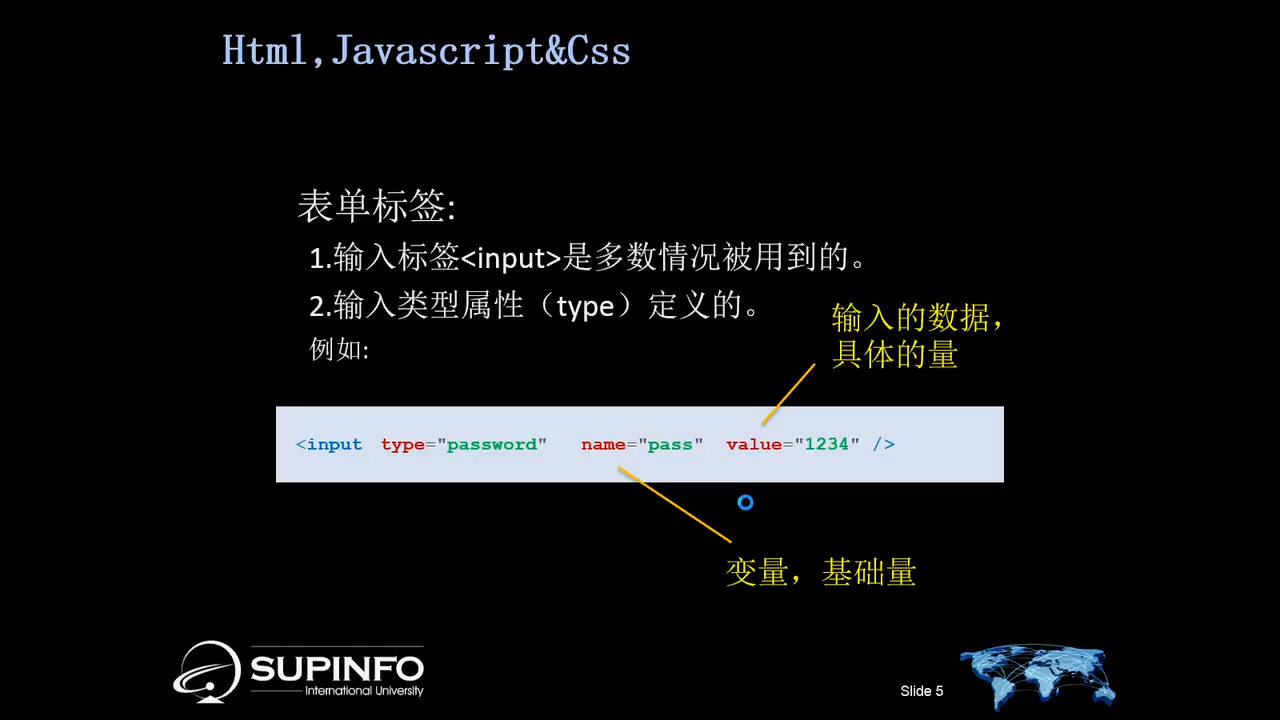 Html,Javascript&Css
表单标签:
1.输入标签<input>是多数情况被用到的。
2.输入类型属性（type）定义的。
例如:
输入的数据，
具体的量
<input type="password" name="pass" value="1234" />
变量，基础量
SUPINFO
International University
Slide 5